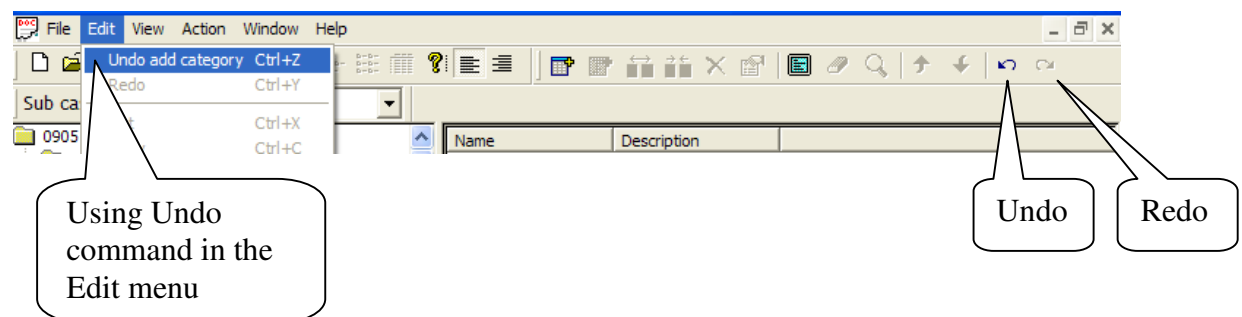 File Edit View Action Window Help
Undo add category Ctrl+Z
Redo Ctrl+Y
Sub ca
Ctrl+X
0905
Ctrl+C
Name Description
Using Undo
command in the
Edit menu
Undo
Redo